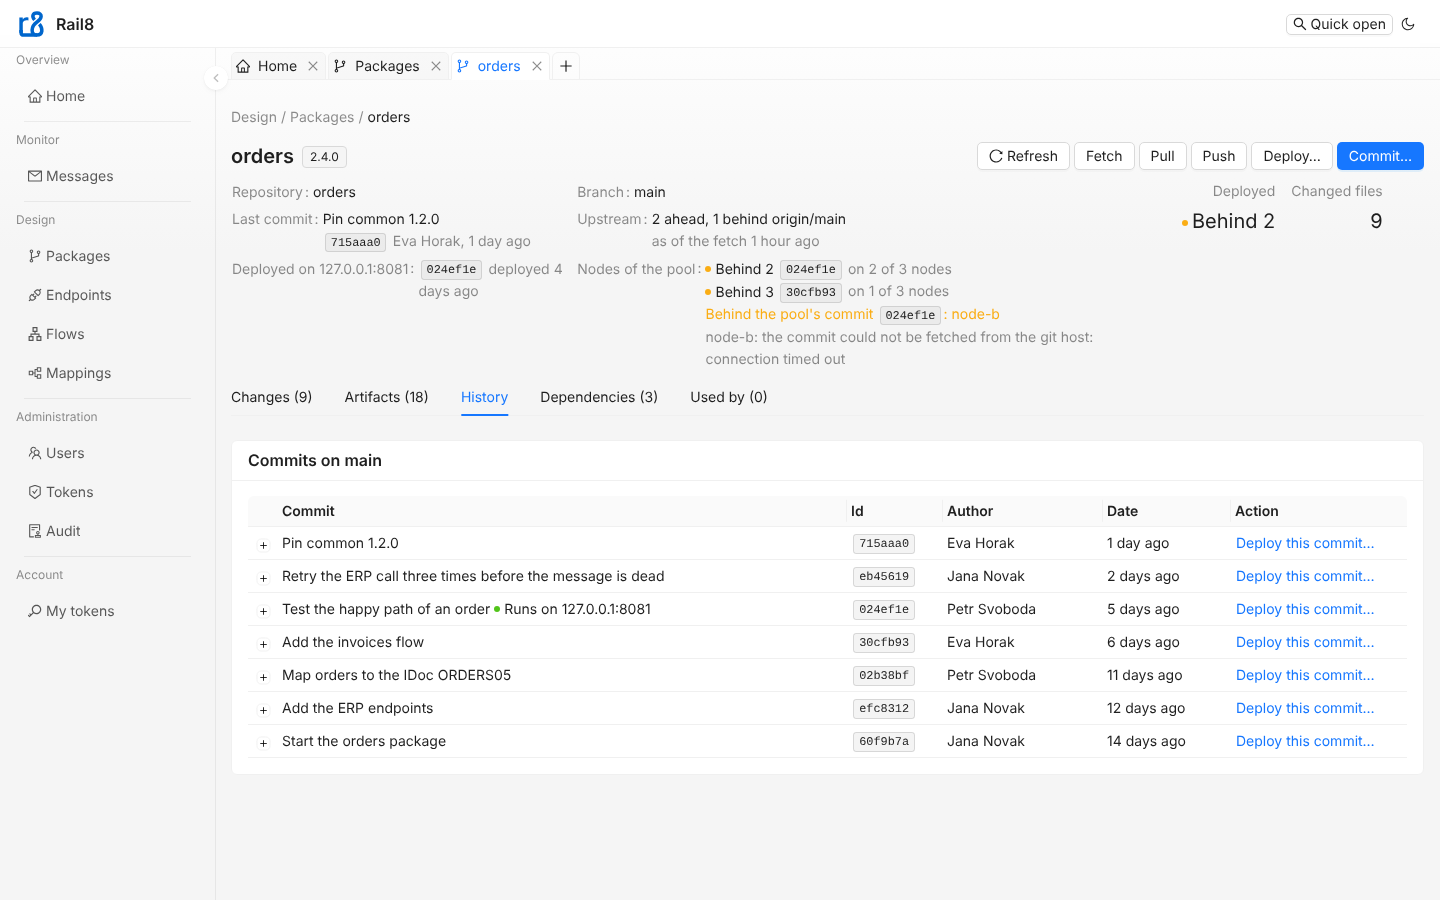 Rail8
Quick open
Overview
Home
Monitor
Messages
Design
Packages
Endpoints
Flows
Mappings
Administration
Users
Tokens
Audit
Account
My tokens
Home Packages orders
Design / Packages / orders
orders 2.4.0
Refresh Fetch Pull Push Deploy... Commit...
Repository: orders
Branch: main
Deployed Changed files
Behind 2 9
Last commit: Pin common 1.2.0
715aaa0 Eva Horak, 1 day ago
Upstream: 2 ahead, 1 behind origin/main
as of the fetch 1 hour ago
Deployed on 127.0.0.1:8081: 024ef1e deployed 4
days ago
Nodes of the pool: Behind 2 024ef1e on 2 of 3 nodes
Behind 3 30cfb93 on 1 of 3 nodes
Behind the pool's commit 024ef1e : node-b
node-b: the commit could not be fetched from the git host:
connection timed out
Changes (9) Artifacts (18) History Dependencies (3) Used by (0)
Commits on main
Commit Id Author Date Action
Pin common 1.2.0 715aaa0 Eva Horak 1 day ago Deploy this commit...
Retry the ERP call three times before the message is dead eb45619 Jana Novak 2 days ago Deploy this commit...
Test the happy path of an order Runs on 127.0.0.1:8081 024ef1e Petr Svoboda 5 days ago Deploy this commit...
Add the invoices flow 30cfb93 Eva Horak 6 days ago Deploy this commit...
Map orders to the IDoc ORDERS05 02b38bf Petr Svoboda 11 days ago Deploy this commit...
Add the ERP endpoints efc8312 Jana Novak 12 days ago Deploy this commit...
Start the orders package 60f9b7a Jana Novak 14 days ago Deploy this commit...